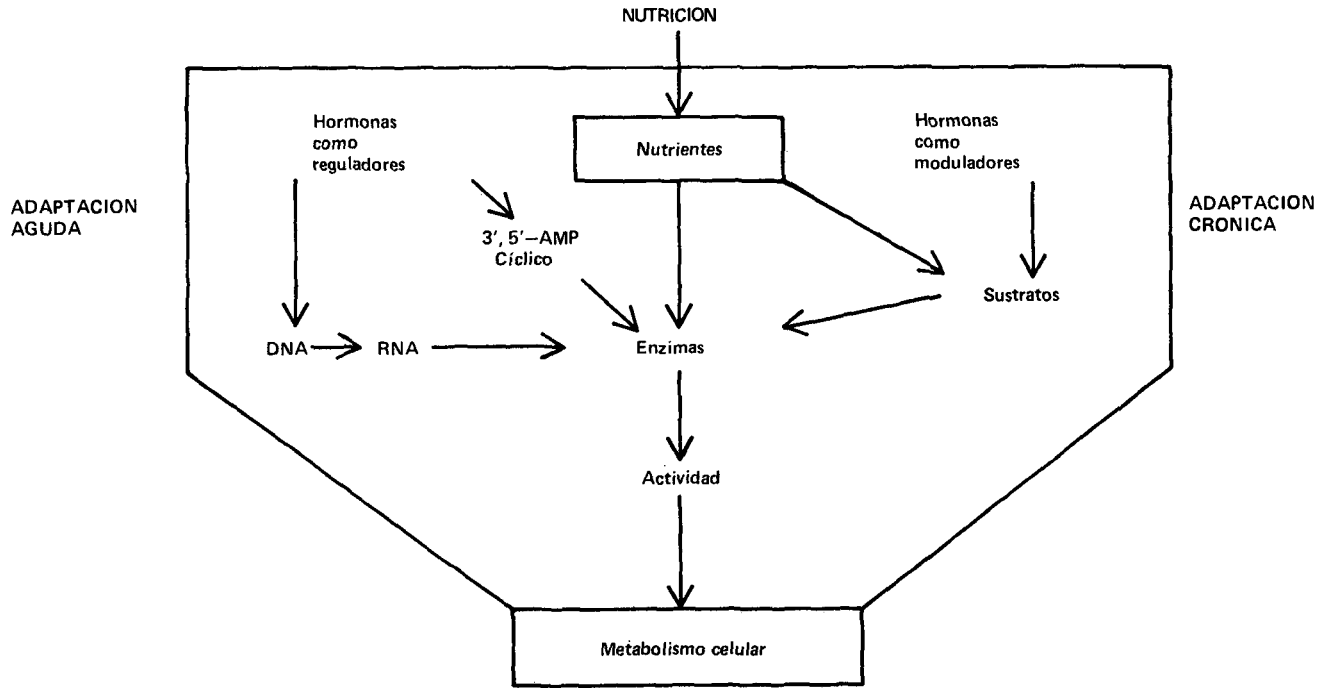 NUTRICION
Hormonas
como
reguladores
Nutrientes
Hormonas
como
moduladores
ADAPTACION
AGUDA
ADAPTACION
CRONICA
3', 5'—AMP
Cíclico
Sustratos
DNA
RNA
Enzimas
Actividad
Metabolismo celular